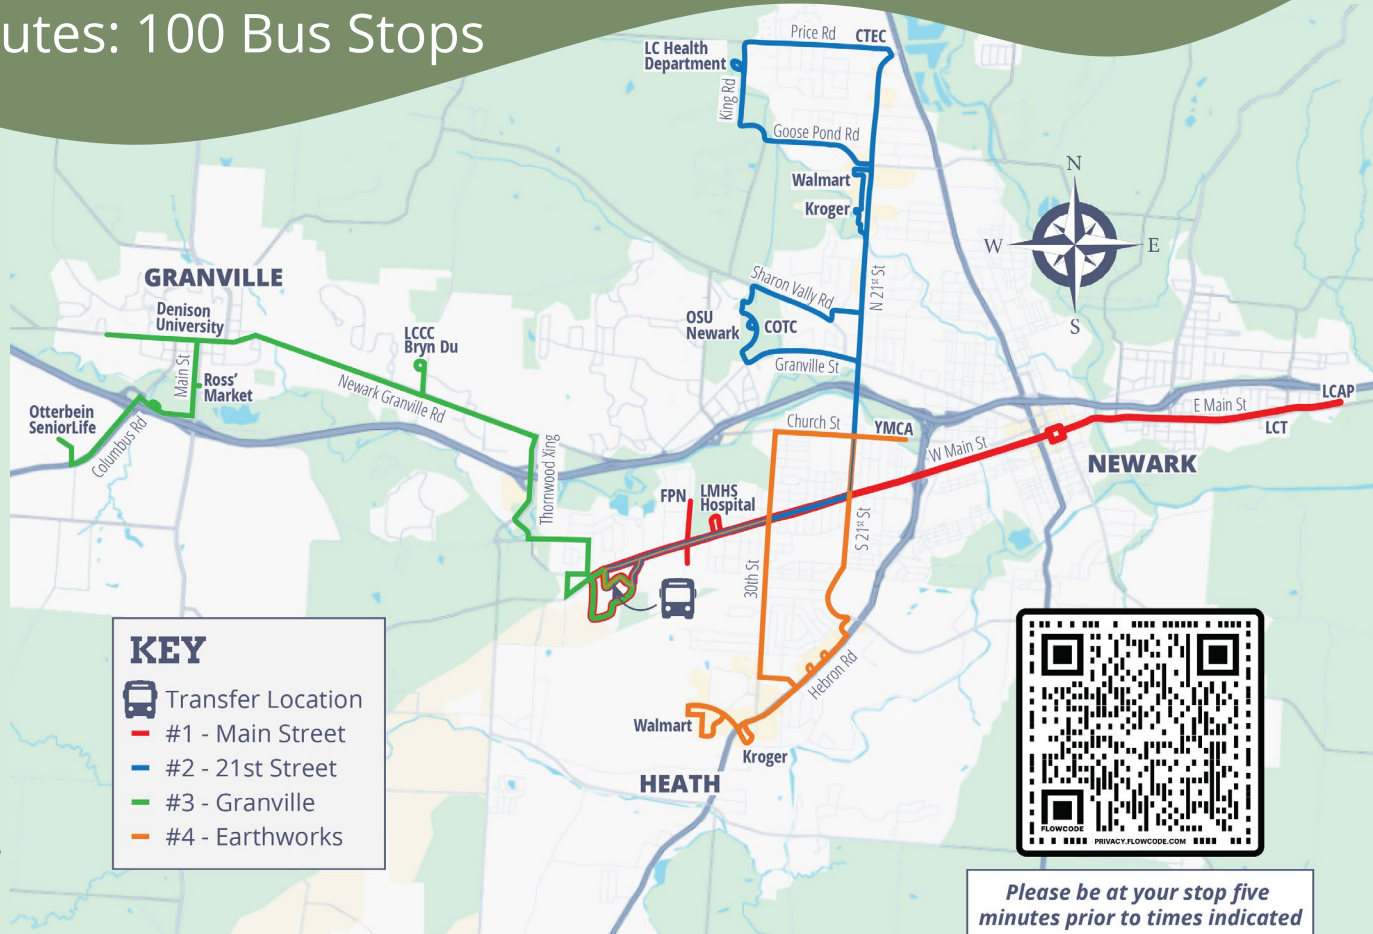 utes: 100 Bus Stops
LC Health
Department
Price Rd
CTEC
King Rd
Goose Pond Rd
Walmart
Kroger
N
W
E
S
N 21st St
Sharon Vally Rd
OSU
Newark
COTC
Granville St
GRANVILLE
Denison
University
LCCC
Bryn Du
Main St
Ross'
Market
Newark Granville Rd
Otterbein
SeniorLife
Columbus Rd
Thornwood Xing
Church St
YMCA
W Main St
E Main St
LCAP
LCT
NEWARK
FPN
LMHS
Hospital
S 21st St
30th St
Hebron Rd
Walmart
Kroger
HEATH
KEY
Transfer Location
#1 - Main Street
#2 - 21st Street
#3 - Granville
#4 - Earthworks
FLOWCODE
PRIVACY.FLOWCODE.COM
Please be at your stop five
minutes prior to times indicated